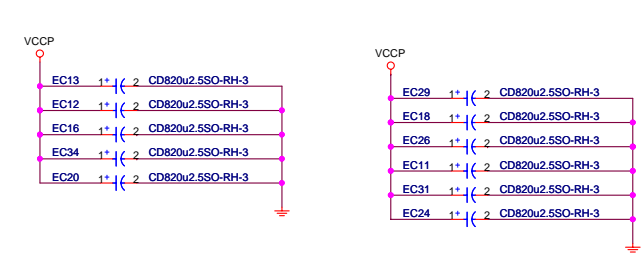 VCCP
EC13 1+ 2 CD820u2.5SO-RH-3
EC12 1+ 2 CD820u2.5SO-RH-3
EC16 1+ 2 CD820u2.5SO-RH-3
EC34 1+ 2 CD820u2.5SO-RH-3
EC20 1+ 2 CD820u2.5SO-RH-3
VCCP
EC29 1+ 2 CD820u2.5SO-RH-3
EC18 1+ 2 CD820u2.5SO-RH-3
EC26 1+ 2 CD820u2.5SO-RH-3
EC11 1+ 2 CD820u2.5SO-RH-3
EC31 1+ 2 CD820u2.5SO-RH-3
EC24 1+ 2 CD820u2.5SO-RH-3